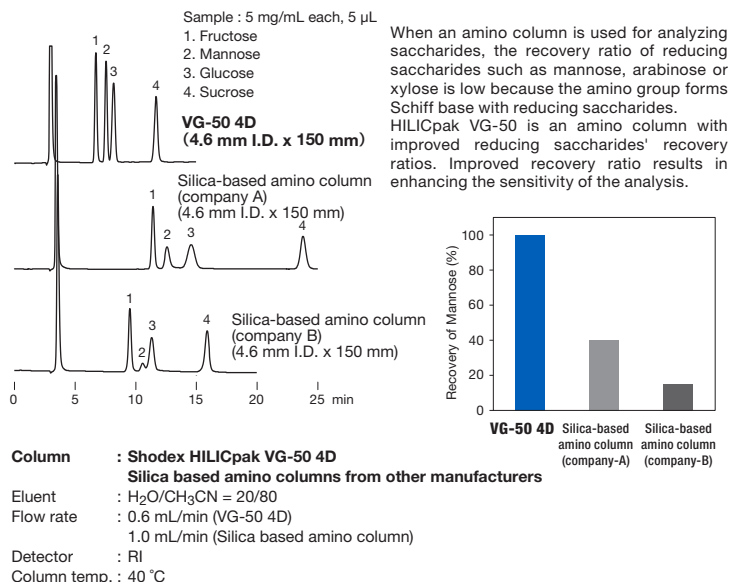 Sample : 5 mg/mL each, 5 µL
1. Fructose
2. Mannose
3. Glucose
4. Sucrose
VG-50 4D
(4.6 mm I.D. x 150 mm)
1
2
3
4
Silica-based amino column
(company A)
(4.6 mm I.D. x 150 mm)
1
2
3
4
Silica-based amino column
(company B)
(4.6 mm I.D. x 150 mm)
1
2
3
4
0 5 10 15 20 25 min
When an amino column is used for analyzing
saccharides, the recovery ratio of reducing
saccharides such as mannose, arabinose or
xylose is low because the amino group forms
Schiff base with reducing saccharides.
HILICpak VG-50 is an amino column with
improved reducing saccharides' recovery
ratios. Improved recovery ratio results in
enhancing the sensitivity of the analysis.
Recovery of Mannose (%)
100
80
60
40
20
0
VG-50 4D
Silica-based
amino column
(company-A)
Silica-based
amino column
(company-B)
Column : Shodex HILICpak VG-50 4D
Silica based amino columns from other manufacturers
Eluent : H₂O/CH₃CN = 20/80
Flow rate : 0.6 mL/min (VG-50 4D)
1.0 mL/min (Silica based amino column)
Detector : RI
Column temp. : 40 °C